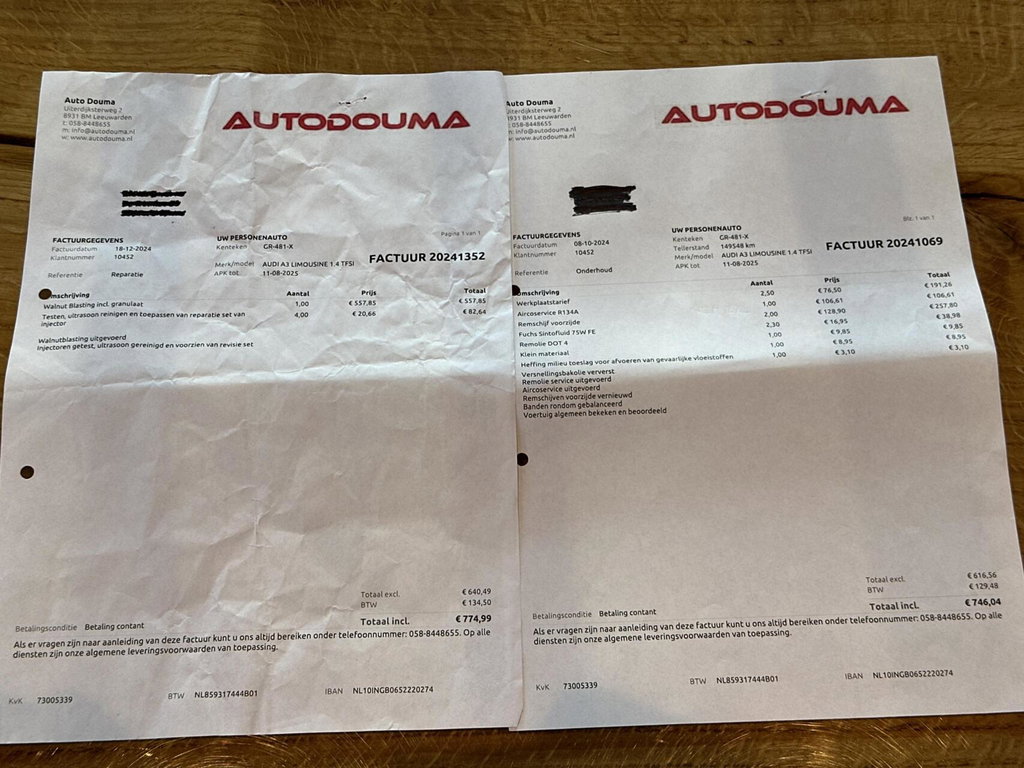 Auto Douma
Uiterdijksterweg 2
8931 BM Leeuwarden
t: 058-8448655
m: info@autodouma.nl
w: www.autodouma.nl
AUTODOUMA
Pagina 1 van 1
FACTUURGEGEVENS
Factuurdatum 18-12-2024
Klantnummer 10452
UW PERSONENAUTO
Kenteken GR-481-X
Merk/model AUDI A3 LIMOUSINE 1.4 TFSI
APK tot 11-08-2025
FACTUUR 20241352
Referentie Reparatie
Omschrijving Aantal Prijs Totaal
Walnut Blasting incl. granulaat 1,00 € 557,85 € 557,85
Testen, ultrasoon reinigen en toepassen van reparatie set van 4,00 € 20,66 € 82,64
injector
Walnutblasting uitgevoerd
Injectoren getest, ultrasoon gereinigd en voorzien van revisie set
Totaal excl. € 640,49
BTW € 134,50
Betalingsconditie Betaling contant
Totaal incl. € 774,99
Als er vragen zijn naar aanleiding van deze factuur kunt u ons altijd bereiken onder telefoonnummer: 058-8448655. Op alle
diensten zijn onze algemene leveringsvoorwaarden van toepassing.
KvK 73005339 BTW NL859317444B01 IBAN NL10INGB0652220274
Auto Douma
Uiterdijksterweg 2
8931 BM Leeuwarden
t: 058-8448655
m: info@autodouma.nl
w: www.autodouma.nl
AUTODOUMA
Blz. 1 van 1
FACTUURGEGEVENS
Factuurdatum 08-10-2024
Klantnummer 10452
UW PERSONENAUTO
Kenteken GR-481-X
Tellerstand 149548 km
Merk/model AUDI A3 LIMOUSINE 1.4 TFSI
APK tot 11-08-2025
FACTUUR 20241069
Referentie Onderhoud
Omschrijving Aantal Prijs Totaal
Werkplaatstarief 2,50 € 76,50 € 191,26
Aircoservice R134A 1,00 € 106,61 € 106,61
Remschijf voorzijde 2,00 € 128,90 € 257,80
Fuchs Sintofluid 75W FE 2,30 € 16,95 € 38,98
Remolie DOT 4 1,00 € 9,85 € 9,85
Klein materiaal 1,00 € 8,95 € 8,95
Heffing milieu toeslag voor afvoeren van gevaarlijke vloeistoffen 1,00 € 3,10 € 3,10
Versnellingsbakolie ververst
Remolie service uitgevoerd
Aircoservice uitgevoerd
Remschijven voorzijde vernieuwd
Banden rondom gebalanceerd
Voertuig algemeen bekeken en beoordeeld
Totaal excl. € 616,56
BTW € 129,48
Betalingsconditie Betaling contant
Totaal incl. € 746,04
Als er vragen zijn naar aanleiding van deze factuur kunt u ons altijd bereiken onder telefoonnummer: 058-8448655. Op alle
diensten zijn onze algemene leveringsvoorwaarden van toepassing.
KvK 73005339 BTW NL859317444B01 IBAN NL10INGB0652220274